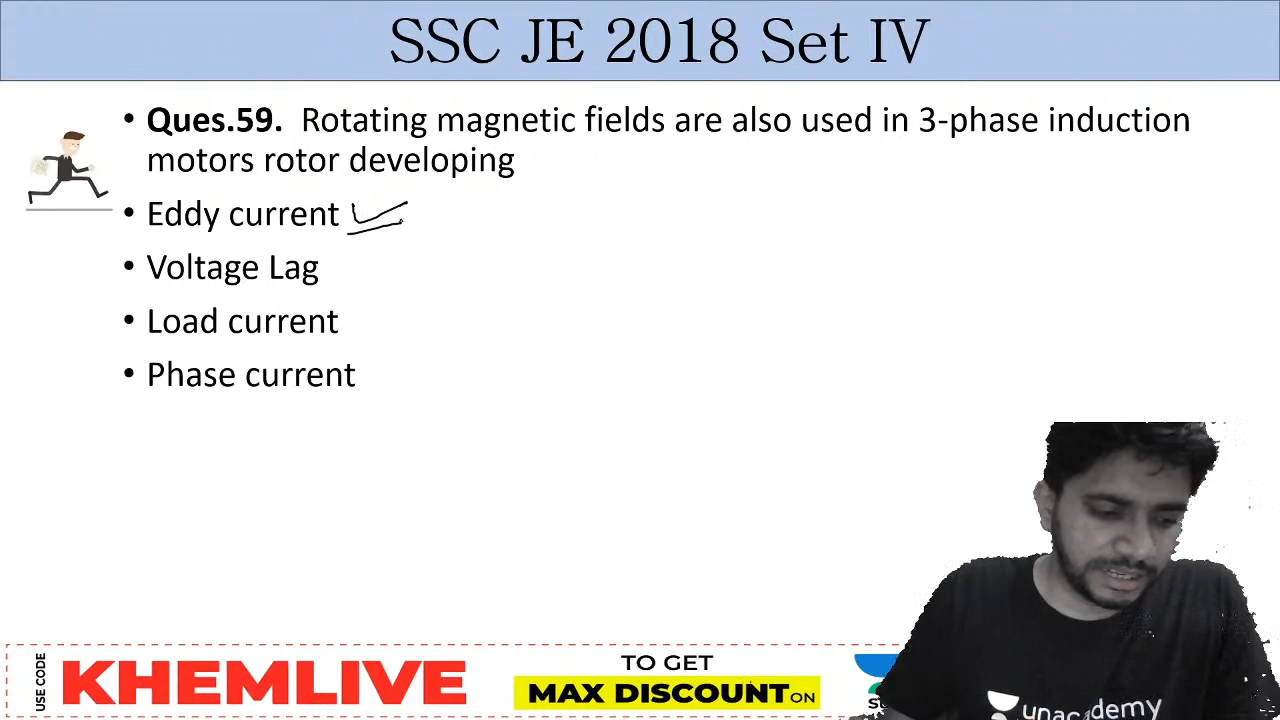 SSC JE 2018 Set IV
• Ques.59. Rotating magnetic fields are also used in 3-phase induction
motors rotor developing
• Eddy current
• Voltage Lag
• Load current
• Phase current
USE CODE
KHEMLIVE
TO GET
MAX DISCOUNT ON
unacademy